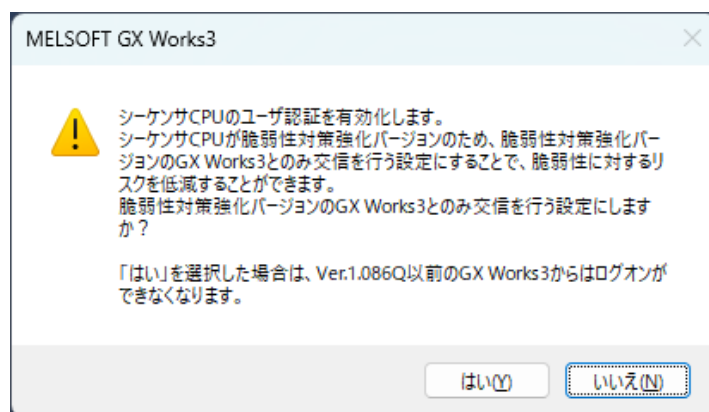 MELSOFT GX Works3
シーケンサCPUのユーザ認証を有効化します。
シーケンサCPUが脆弱性対策強化バージョンのため、脆弱性対策強化バー
ジョンのGX Works3とのみ交信を行う設定にすることで、脆弱性に対するリ
スクを低減することができます。
脆弱性対策強化バージョンのGX Works3とのみ交信を行う設定にします
か？
「はい」を選択した場合は、Ver.1.086Q以前のGX Works3からはログオンが
できなくなります。
はい(Y)
いいえ(N)